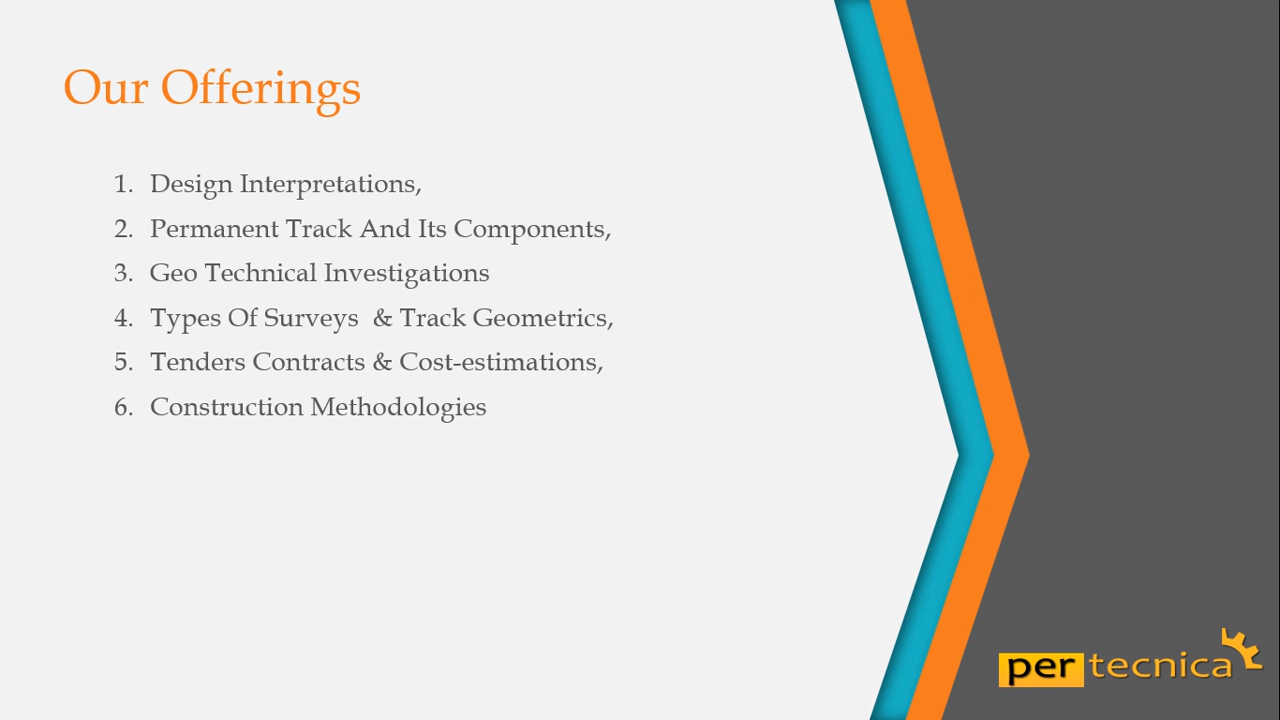 Our Offerings
1. Design Interpretations,
2. Permanent Track And Its Components,
3. Geo Technical Investigations
4. Types Of Surveys  & Track Geometrics,
5. Tenders Contracts & Cost-estimations,
6. Construction Methodologies
per tecnica